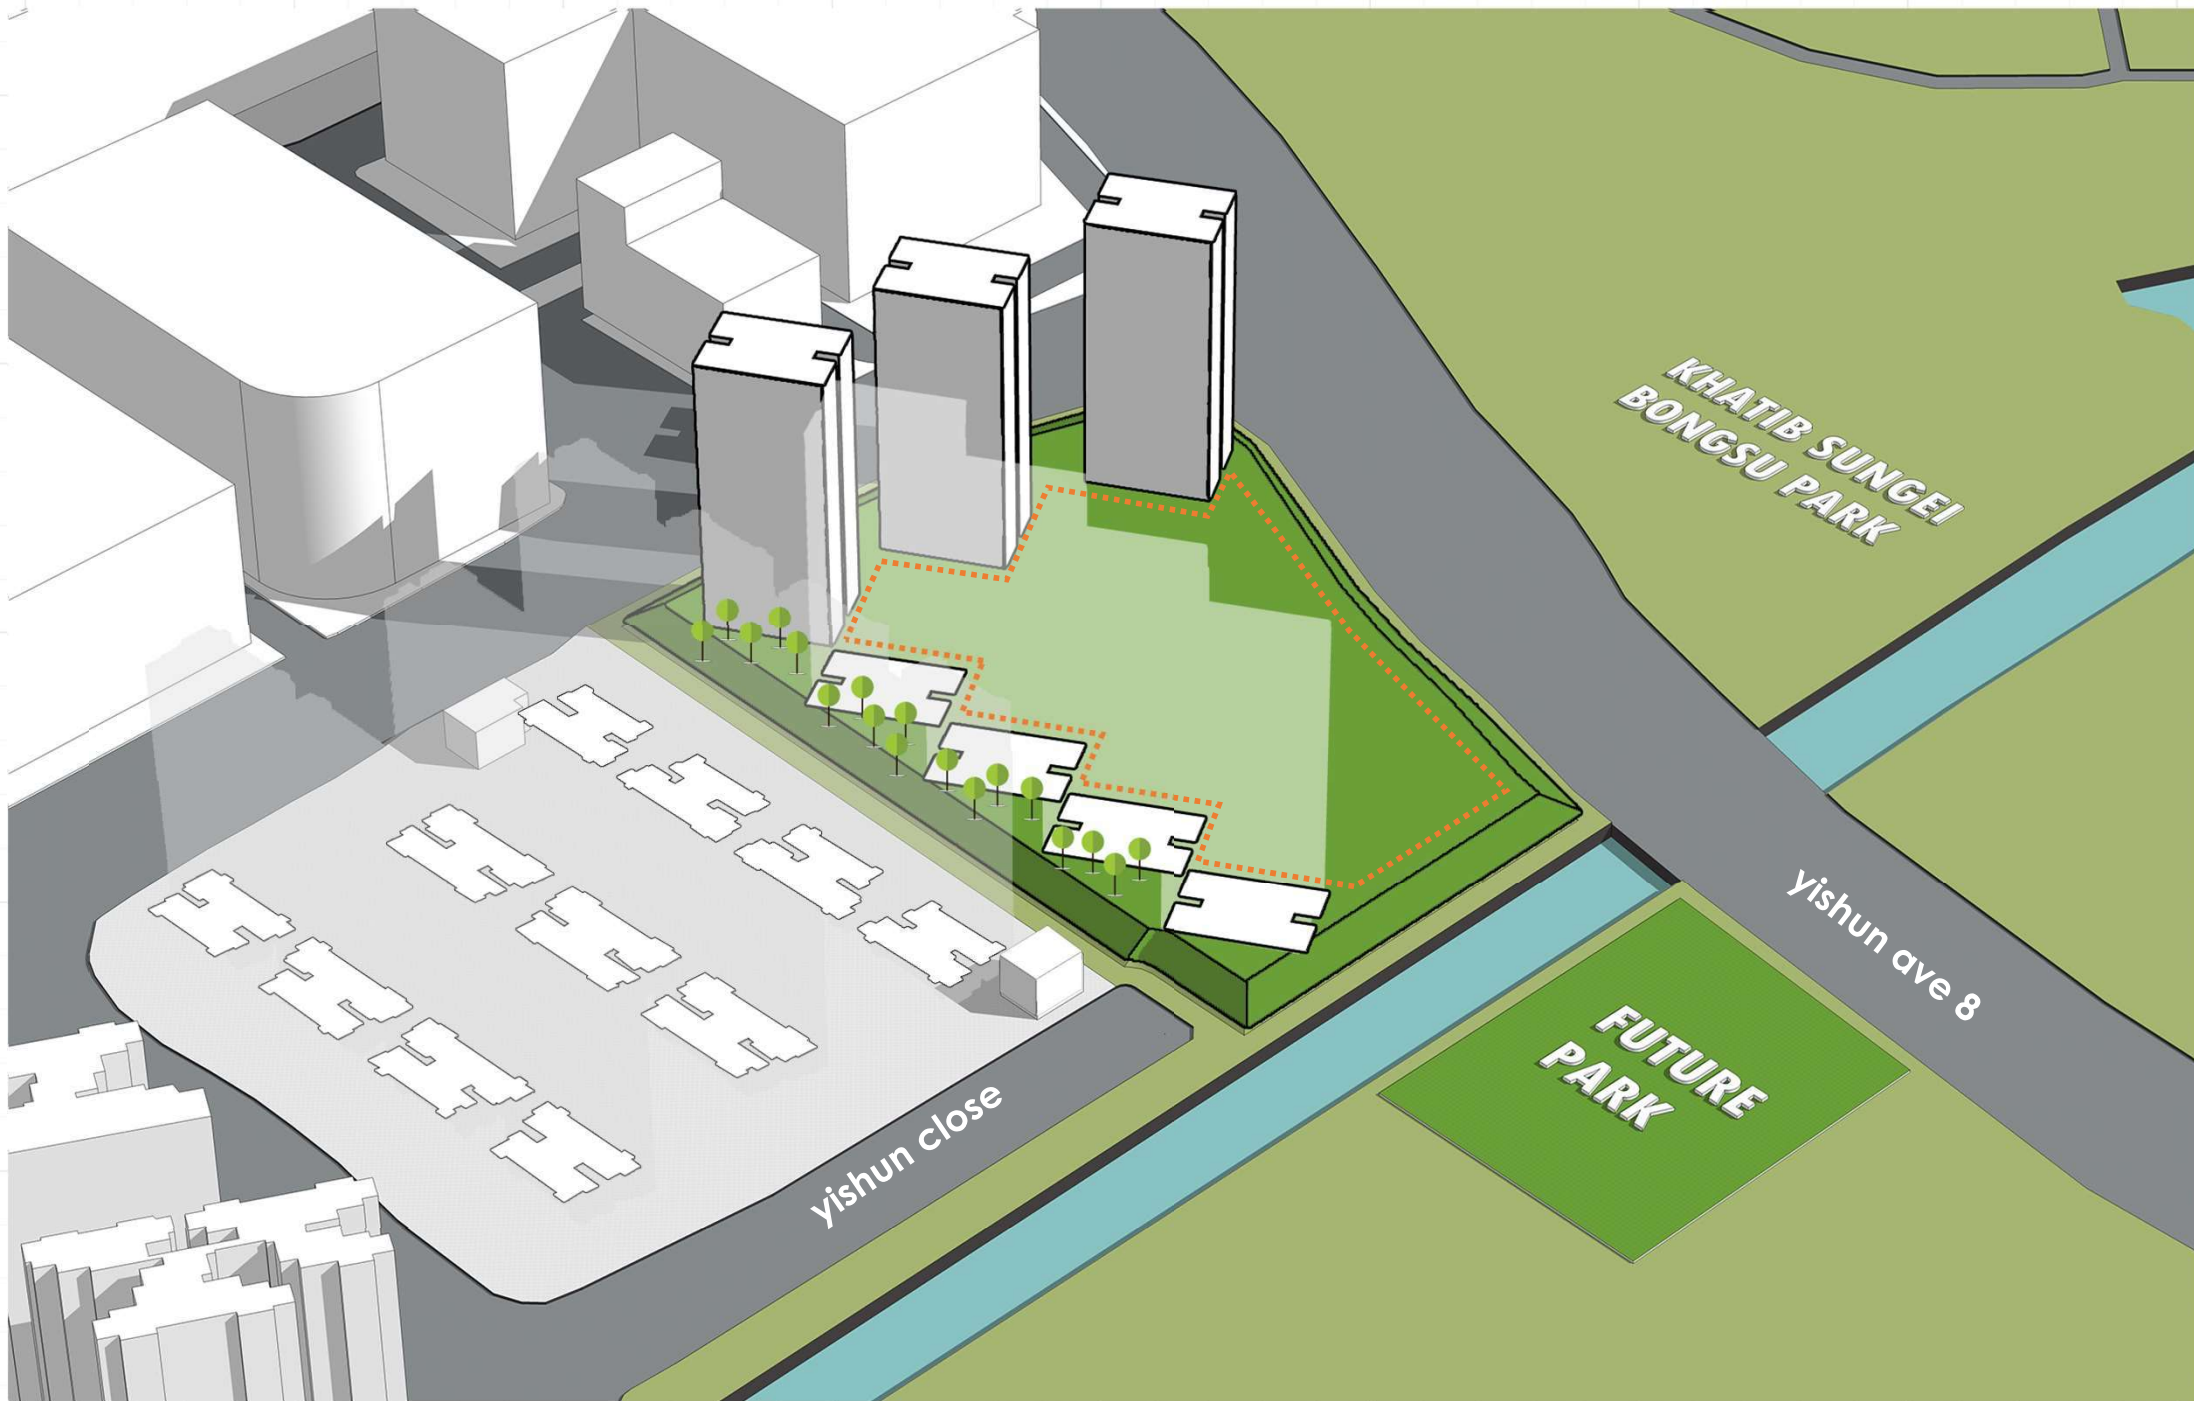 KHATIB SUNGEI
BONGSU PARK
yishun ave 8
FUTURE
PARK
yishun close